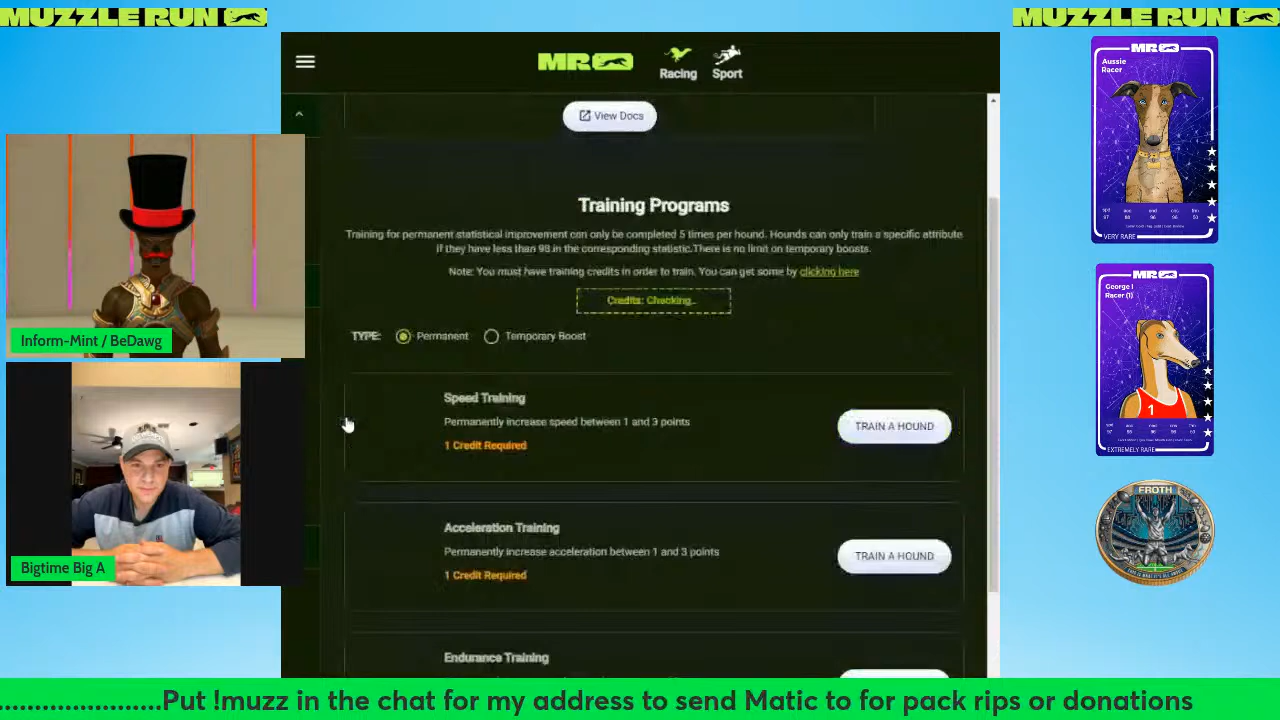 MUZZLE RUN
MUZZLE RUN
MR
Racing
Sport
View Docs
Training Programs
Training for permanent statistical improvement can only be completed 5 times per hound. Hounds can only train a specific attribute
if they have less than 98 in the corresponding statistic.There is no limit on temporary boosts.
Note: You must have training credits in order to train. You can get some by clicking here
Credits: Checking..
TYPE: Permanent Temporary Boost
Speed Training
Permanently increase speed between 1 and 3 points
1 Credit Required
TRAIN A HOUND
Acceleration Training
Permanently increase acceleration between 1 and 3 points
1 Credit Required
TRAIN A HOUND
Endurance Training
Inform-Mint / BeDawg
Bigtime Big A
MR
Aussie
Racer
VERY RARE
MR
George I
Racer (1)
1
EXTREMELY RARE
FROTH
......................Put !muzz in the chat for my address to send Matic to for pack rips or donations